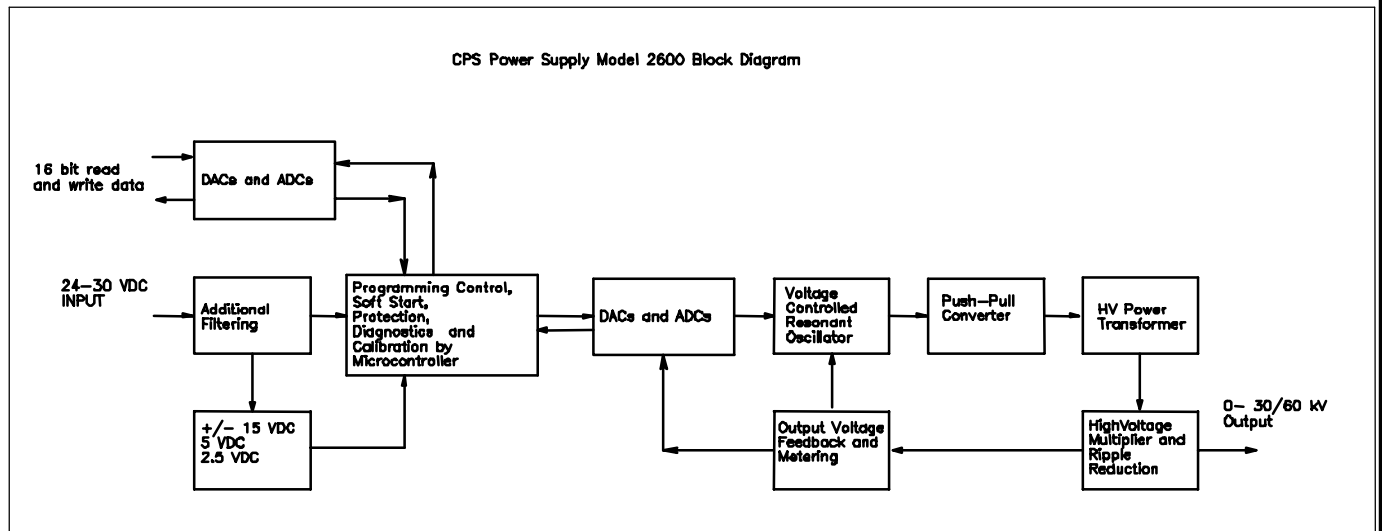 CPS Power Supply Model 2600 Block Diagram
16 bit read
and write data
DACs and ADCs
24-30 VDC
INPUT
Additional
Filtering
Programming Control,
Soft Start,
Protection,
Diagnostics and
Calibration by
Microcontroller
DACs and ADCs
Voltage
Controlled
Resonant
Oscillator
Push-Pull
Converter
HV Power
Transformer
+/- 15 VDC
5 VDC
2.5 VDC
Output Voltage
Feedback and
Metering
HighVoltage
Multiplier and
Ripple
Reduction
0- 30/60 kV
Output